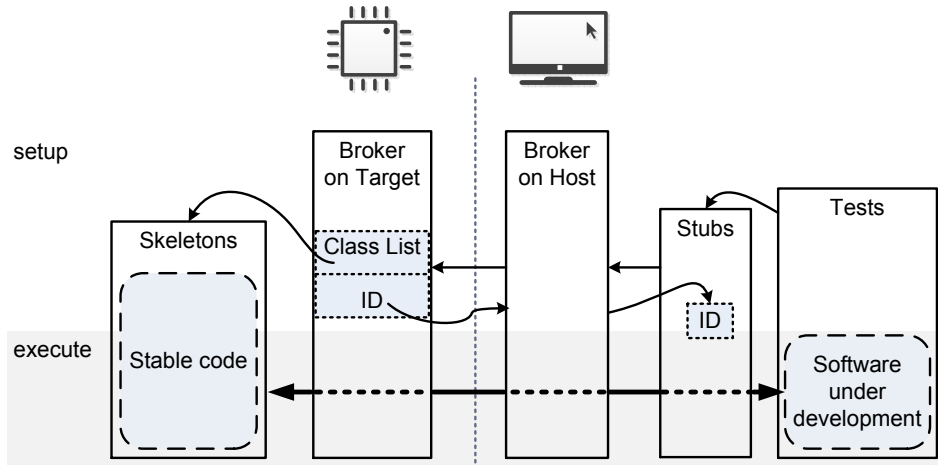 setup
Broker
on Target
Broker
on Host
Tests
Skeletons
Stubs
Class List
ID
ID
execute
Stable code
Software
under
development